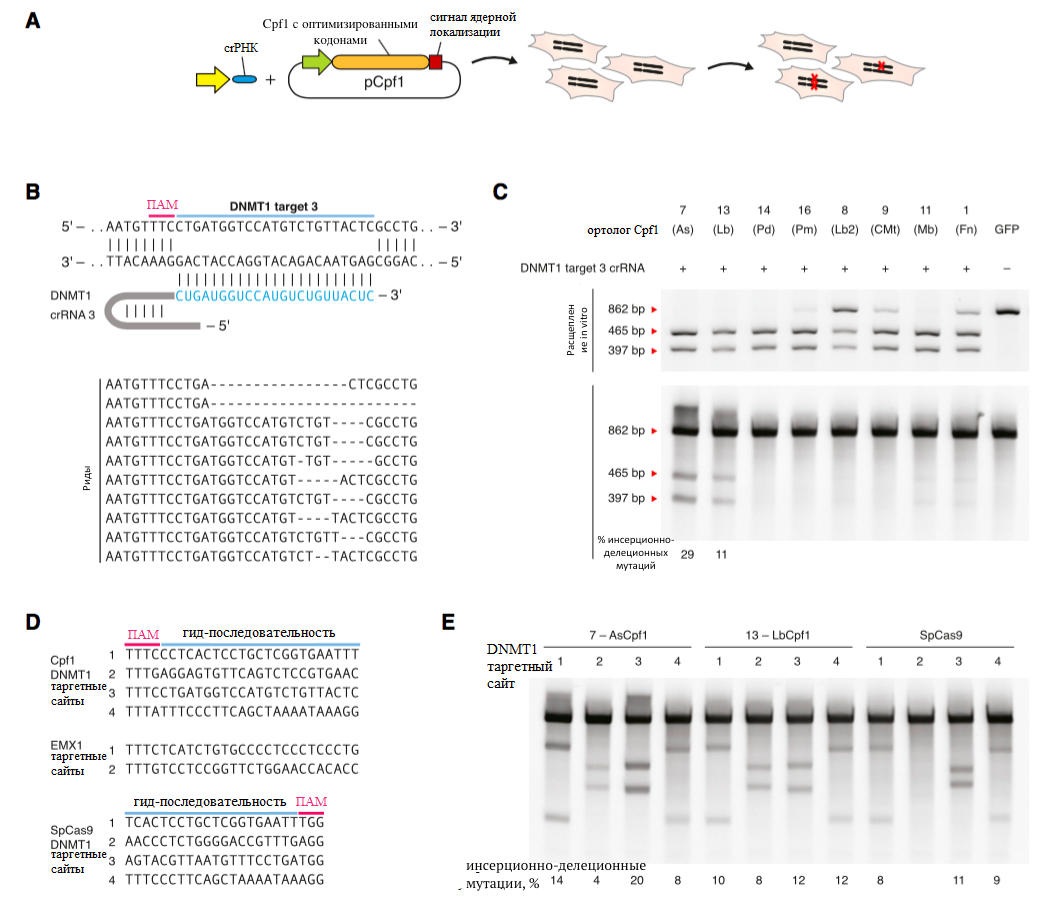 A
crРНК
+
Cpf1 с оптимизированными
кодонами
сигнал ядерной
локализации
pCpf1
B
ПАМ
DNMT1 target 3
5' – . . AATGTTTCCTGATGGTCCATGTCTGTTACTCGCCTG . . – 3'
3' – . . TTACAAAGGACTACCAGGTACAGACAATGAGCGGAC . . – 5'
DNMT1
crRNA 3
CUGAUGGUCCAUGUCUGUUACUC – 3'
– 5'
Риды
AATGTTTCCTGA----------------CTCGCCTG
AATGTTTCCTGA------------------------
AATGTTTCCTGATGGTCCATGTCTGT----CGCCTG
AATGTTTCCTGATGGTCCATGTCTGT----CGCCTG
AATGTTTCCTGATGGTCCATGT-TGT-----GCCTG
AATGTTTCCTGATGGTCCATGT-----ACTCGCCTG
AATGTTTCCTGATGGTCCATGTCTGT----CGCCTG
AATGTTTCCTGATGGTCCATGT----TACTCGCCTG
AATGTTTCCTGATGGTCCATGTCTGTT---CGCCTG
AATGTTTCCTGATGGTCCATGTCT--TACTCGCCTG
C
7 13 14 16 8 9 11 1
ортолог Cpf1 (As) (Lb) (Pd) (Pm) (Lb2) (CMt) (Mb) (Fn) GFP
DNMT1 target 3 crRNA + + + + + + + + –
Расщеплен
ие in vitro
862 bp
465 bp
397 bp
862 bp
465 bp
397 bp
% инсерционно-
делеционных
мутаций
29 11
D
ПАМ гид-последовательность
Cpf1
DNMT1
таргетные
сайты
1 TTTCCCTCACTCCTGCTCGGTGAATTT
2 TTTGAGGAGTGTTCAGTCTCCGTGAAC
3 TTTCCTGATGGTCCATGTCTGTTACTC
4 TTTATTTCCCTTCAGCTAAAATAAAGG
EMX1
таргетные
сайты
1 TTTCTCATCTGTGCCCCTCCCTCCCTG
2 TTTGTCCTCCGGTTCTGGAACCACACC
гид-последовательность ПАМ
SpCas9
DNMT1
таргетные
сайты
1 TCACTCCTGCTCGGTGAATTTGG
2 AACCCTCTGGGGACCGTTTGAGG
3 AGTACGTTAATGTTTCCTGATGG
4 TTTCCCTTCAGCTAAAATAAAGG
E
7 – AsCpf1 13 – LbCpf1 SpCas9
DNMT1
таргетный
сайт
1 2 3 4 1 2 3 4 1 2 3 4
инсерционно-делеционные
мутации, % 14 4 20 8 10 8 12 12 8 11 9